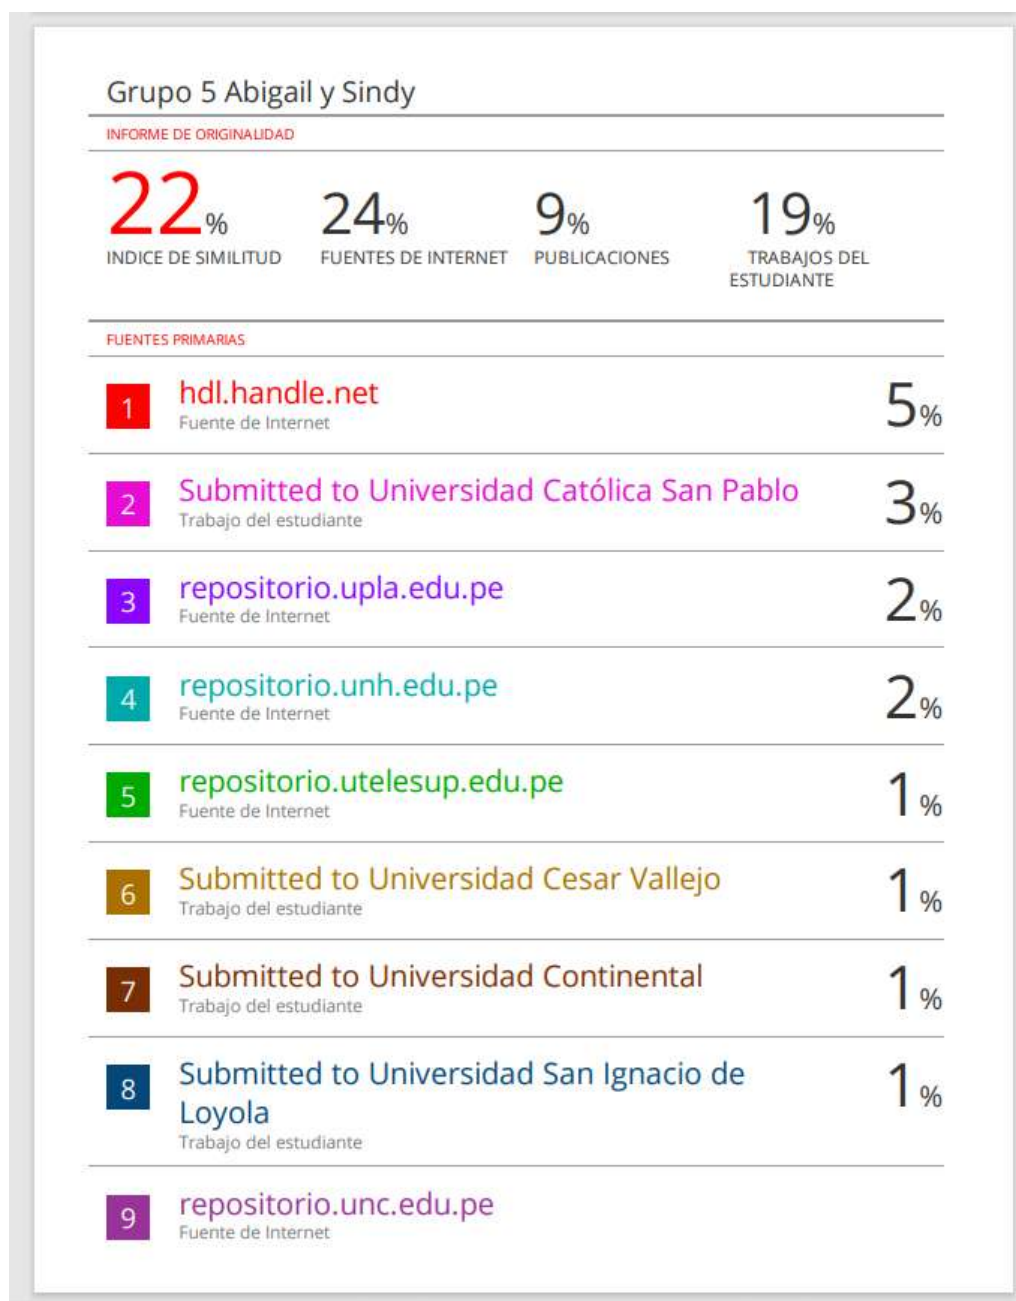 Grupo 5 Abigail y Sindy
INFORME DE ORIGINALIDAD
22% 24% 9% 19%
INDICE DE SIMILITUD FUENTES DE INTERNET PUBLICACIONES TRABAJOS DEL
ESTUDIANTE
FUENTES PRIMARIAS
1 hdl.handle.net 5%
Fuente de Internet
2 Submitted to Universidad Católica San Pablo 3%
Trabajo del estudiante
3 repositorio.upla.edu.pe 2%
Fuente de Internet
4 repositorio.unh.edu.pe 2%
Fuente de Internet
5 repositorio.utelesup.edu.pe 1%
Fuente de Internet
6 Submitted to Universidad Cesar Vallejo 1%
Trabajo del estudiante
7 Submitted to Universidad Continental 1%
Trabajo del estudiante
8 Submitted to Universidad San Ignacio de 1%
Loyola
Trabajo del estudiante
9 repositorio.unc.edu.pe
Fuente de Internet